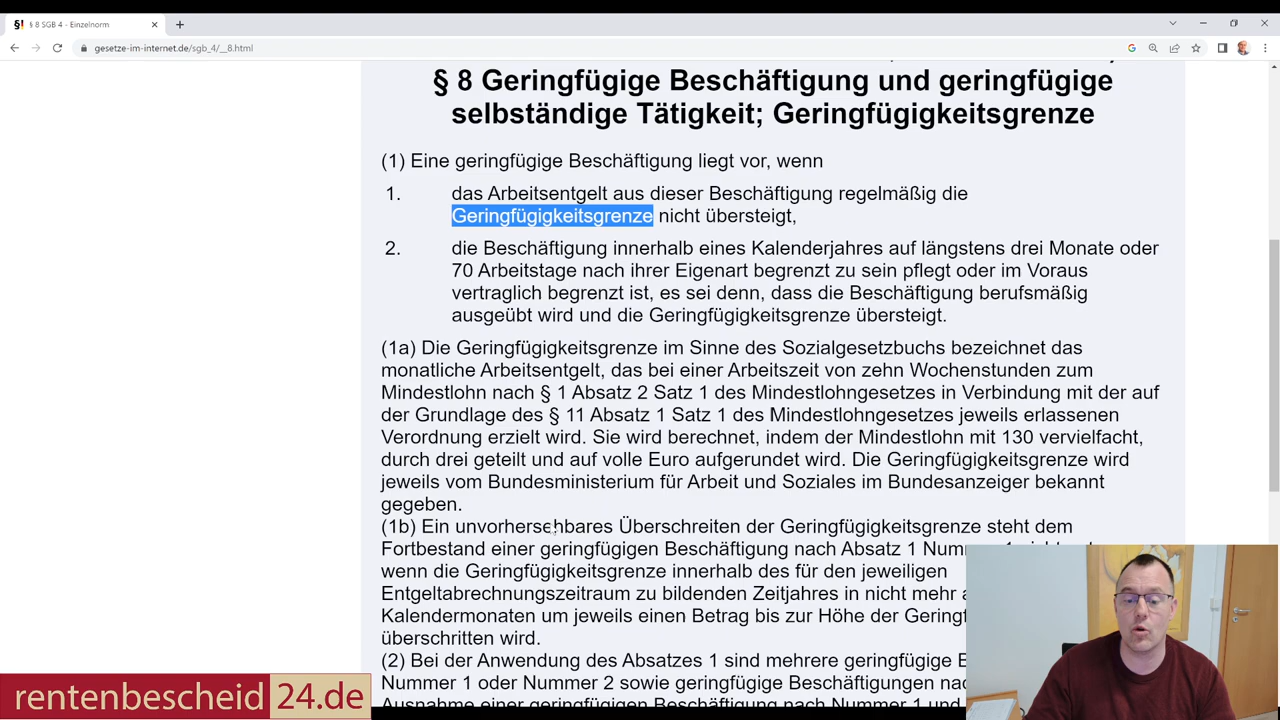 § 8 SGB 4 - Einzelnorm
gesetze-im-internet.de/sgb_4/__8.html
§ 8 Geringfügige Beschäftigung und geringfügige
selbständige Tätigkeit; Geringfügigkeitsgrenze
(1) Eine geringfügige Beschäftigung liegt vor, wenn
1. das Arbeitsentgelt aus dieser Beschäftigung regelmäßig die
Geringfügigkeitsgrenze nicht übersteigt,
2. die Beschäftigung innerhalb eines Kalenderjahres auf längstens drei Monate oder
70 Arbeitstage nach ihrer Eigenart begrenzt zu sein pflegt oder im Voraus
vertraglich begrenzt ist, es sei denn, dass die Beschäftigung berufsmäßig
ausgeübt wird und die Geringfügigkeitsgrenze übersteigt.
(1a) Die Geringfügigkeitsgrenze im Sinne des Sozialgesetzbuchs bezeichnet das
monatliche Arbeitsentgelt, das bei einer Arbeitszeit von zehn Wochenstunden zum
Mindestlohn nach § 1 Absatz 2 Satz 1 des Mindestlohngesetzes in Verbindung mit der auf
der Grundlage des § 11 Absatz 1 Satz 1 des Mindestlohngesetzes jeweils erlassenen
Verordnung erzielt wird. Sie wird berechnet, indem der Mindestlohn mit 130 vervielfacht,
durch drei geteilt und auf volle Euro aufgerundet wird. Die Geringfügigkeitsgrenze wird
jeweils vom Bundesministerium für Arbeit und Soziales im Bundesanzeiger bekannt
gegeben.
(1b) Ein unvorhersehbares Überschreiten der Geringfügigkeitsgrenze steht dem
Fortbestand einer geringfügigen Beschäftigung nach Absatz 1
wenn die Geringfügigkeitsgrenze innerhalb des für den jeweiligen
Entgeltabrechnungszeitraum zu bildenden Zeitjahres in nicht mehr
Kalendermonaten um jeweils einen Betrag bis zur Höhe der
überschritten wird.
(2) Bei der Anwendung des Absatzes 1 sind mehrere geringfügige
Nummer 1 oder Nummer 2 sowie geringfügige Beschäftigungen
Ausnahme einer geringfügigen Beschäftigung nach Nummer 1 und
rentenbescheid 24.de